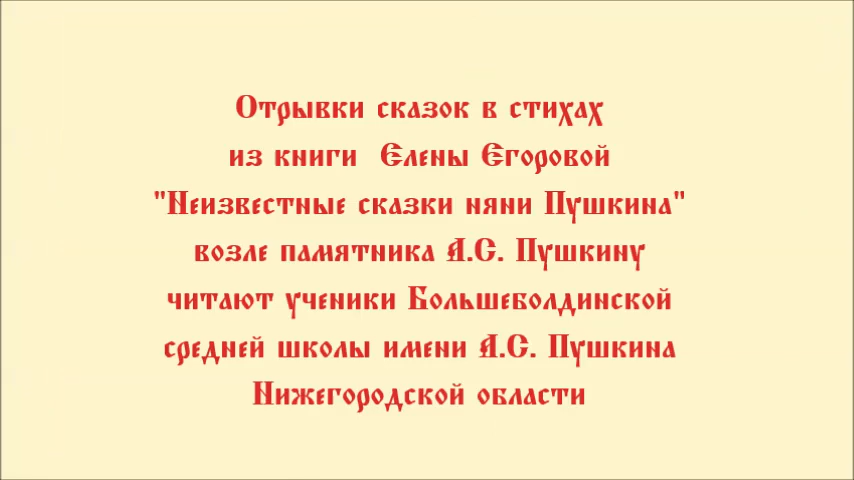 Отрывки сказок в стихах
из книги Елены Егоровой
"Неизвестные сказки няни Пушкина"
возле памятника А.С. Пушкину
читают ученики Большеболдинской
средней школы имени А.С. Пушкина
Нижегородской области